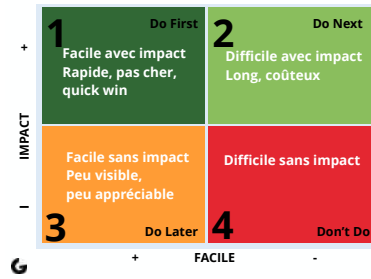 1
Do First
Facile avec impact
Rapide, pas cher,
quick win
2
Do Next
Difficile avec impact
Long, coûteux
+
IMPACT
–
Facile sans impact
Peu visible,
peu appréciable
3
Do Later
Difficile sans impact
4
Don't Do
+
FACILE
-